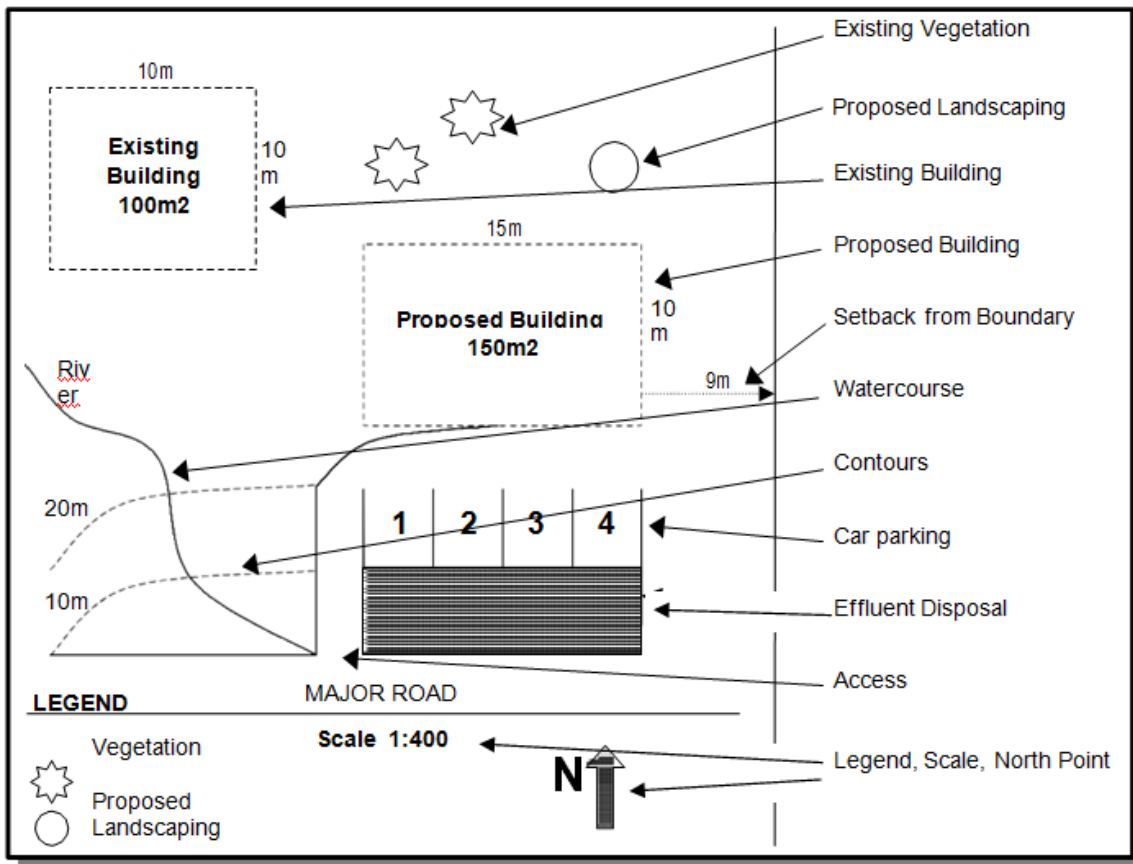 10m
Existing
Building
100m2
10
m
15m
Proposed Building
150m2
10
m
9m
Riv
er
20m
10m
1 2 3 4
MAJOR ROAD
LEGEND
Scale 1:400
Vegetation
Proposed
Landscaping
N
Existing Vegetation
Proposed Landscaping
Existing Building
Proposed Building
Setback from Boundary
Watercourse
Contours
Car parking
Effluent Disposal
Access
Legend, Scale, North Point